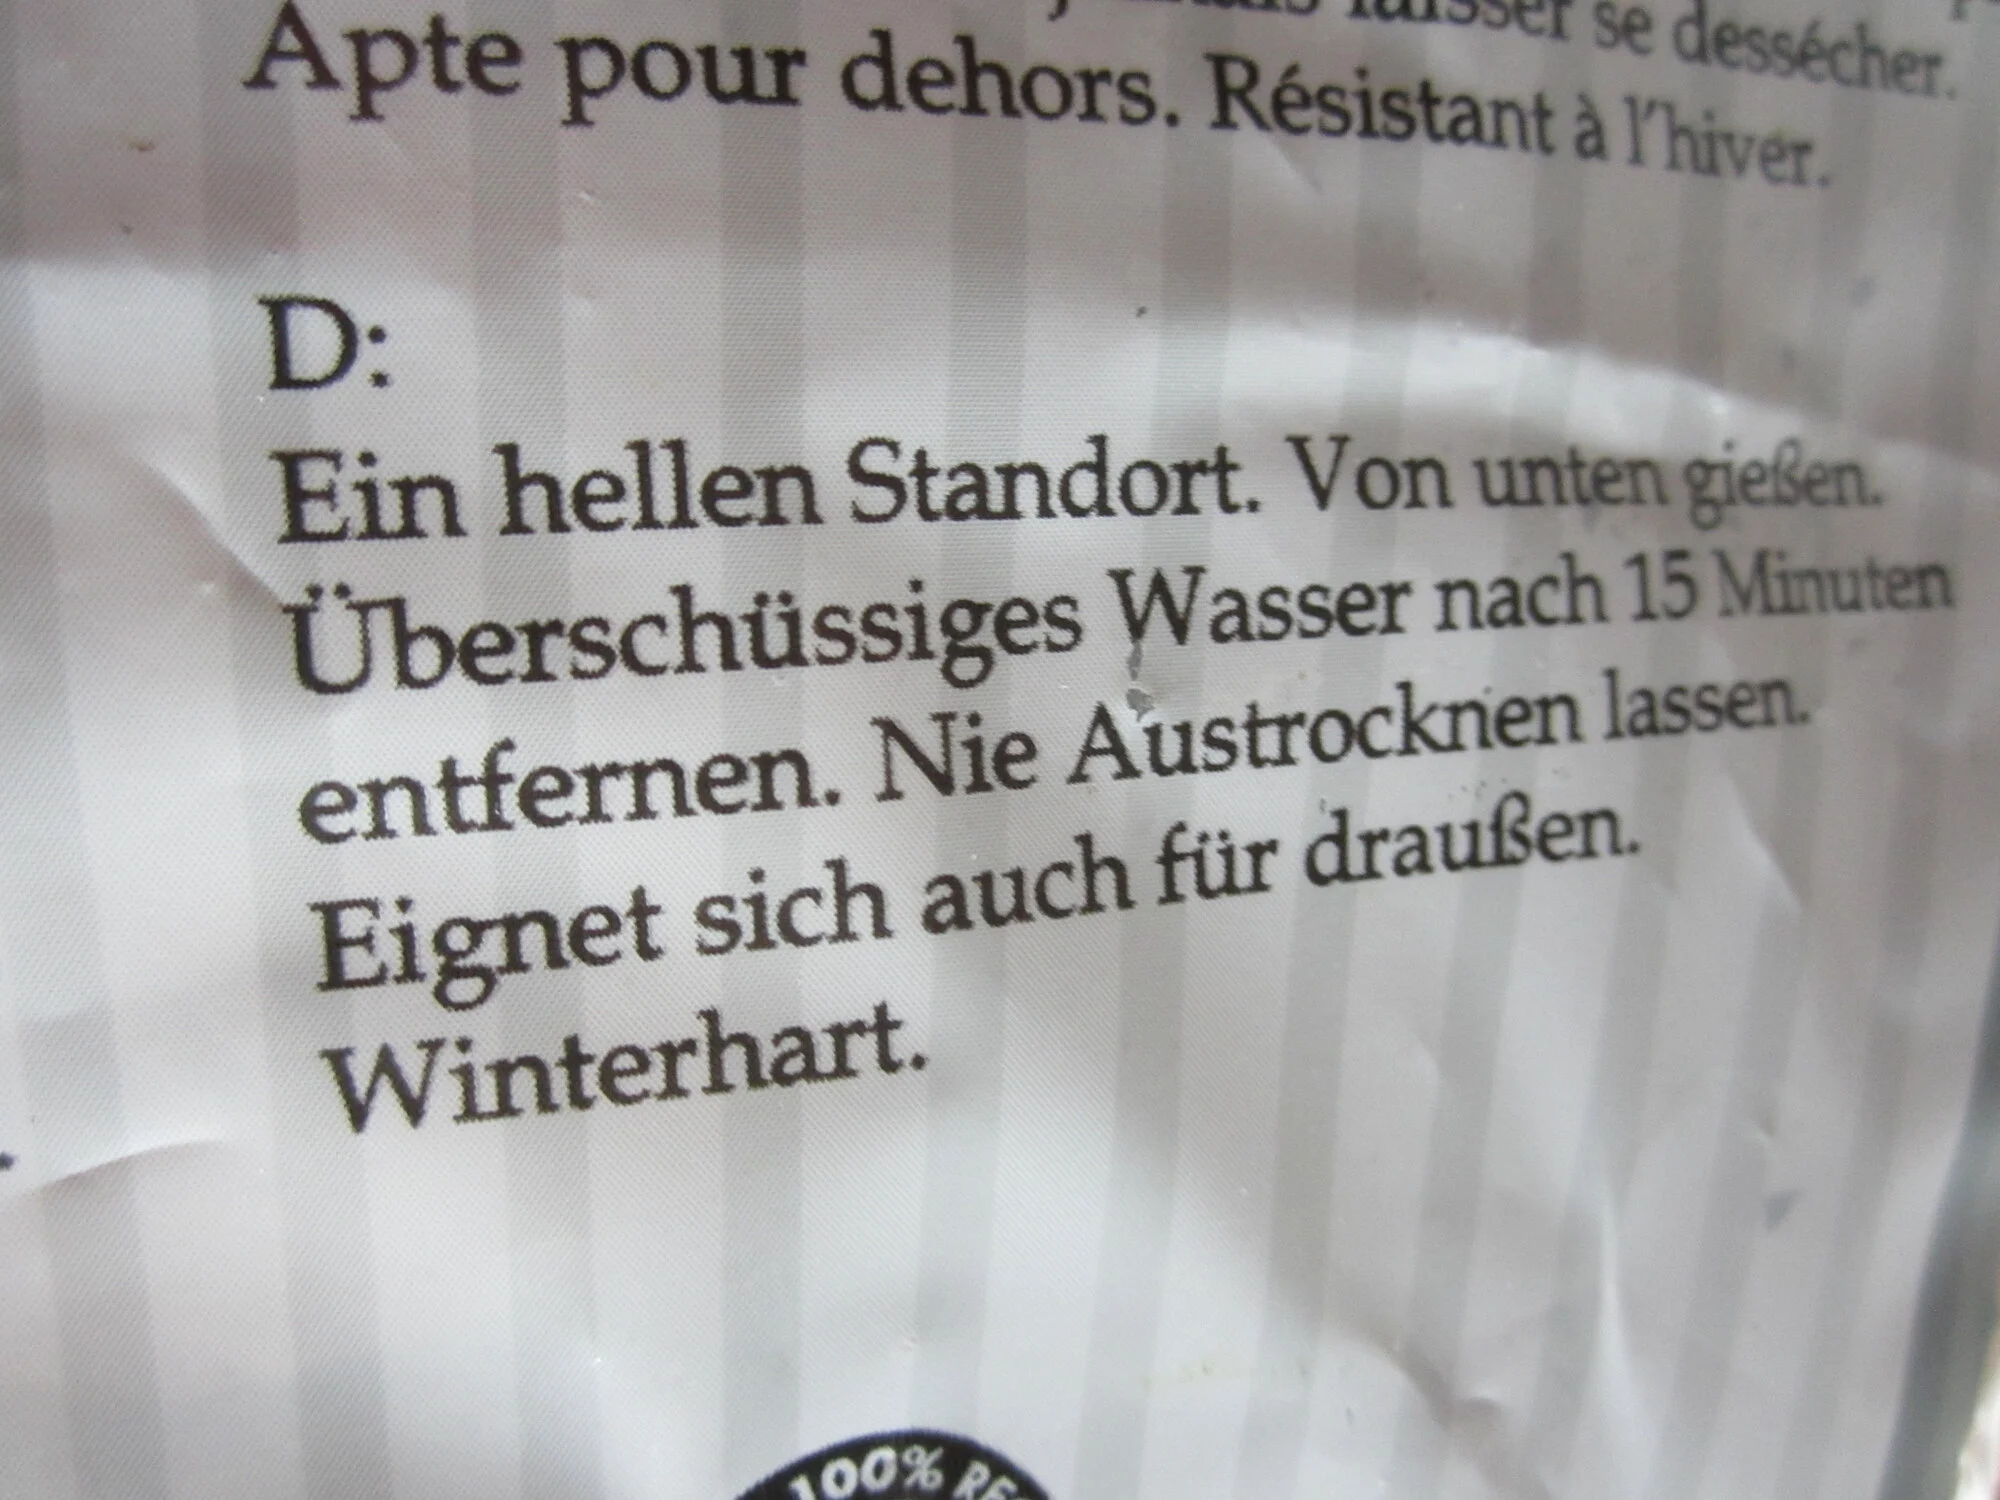 laisser se dessécher.
Apte pour dehors. Résistant à l'hiver.
D:
Ein hellen Standort. Von unten gießen.
Überschüssiges Wasser nach 15 Minuten
entfernen. Nie Austrocknen lassen.
Eignet sich auch für draußen.
Winterhart.
100%